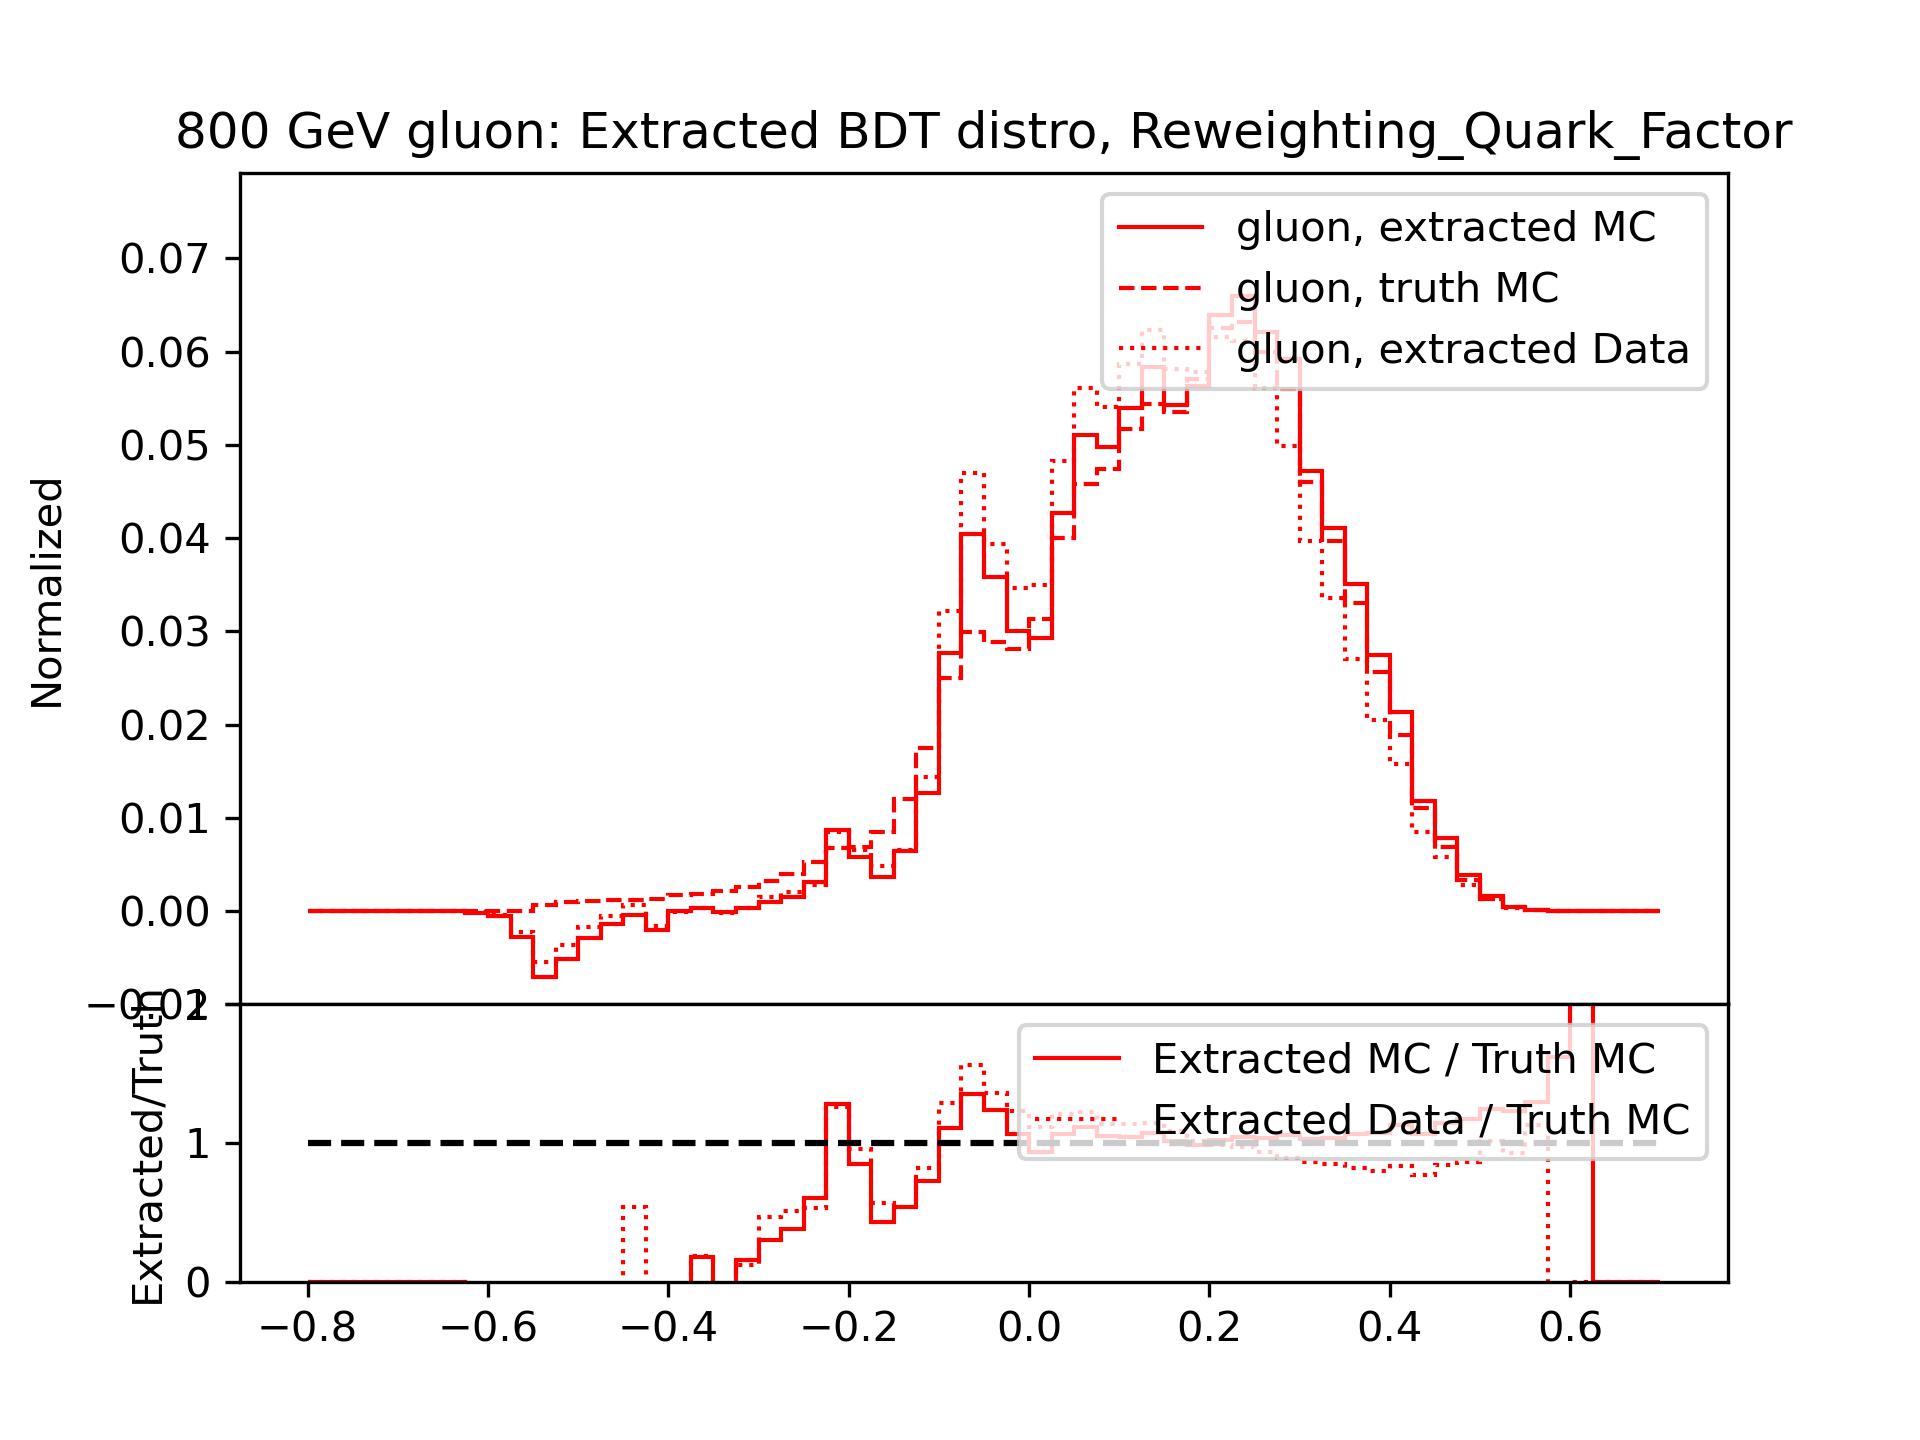 800 GeV gluon: Extracted BDT distro, Reweighting_Quark_Factor
gluon, extracted MC
gluon, truth MC
gluon, extracted Data
Normalized
0.07
0.06
0.05
0.04
0.03
0.02
0.01
0.00
−0.01
Extracted MC / Truth MC
Extracted Data / Truth MC
Extracted/Truth
2
1
0
−0.8 −0.6 −0.4 −0.2 0.0 0.2 0.4 0.6